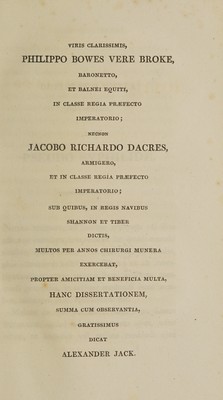 VIRIS CLARISSIMIS,
PHILIPPO BOWES VERE BROKE,
BARONETTO,
ET BALNEI EQUITI,
IN CLASSE REGIA PRÆFECTO
IMPERATORIO;
NECNON
JACOBO RICHARDO DACRES,
ARMIGERO,
ET IN CLASSE REGIA PRÆFECTO
IMPERATORIO;
SUB QUIBUS, IN REGIS NAVIBUS
SHANNON ET TIBER
DICTIS,
MULTOS PER ANNOS CHIRURGI MUNERA
EXERCEBAT,
PROPTER AMICITIAM ET BENEFICIA MULTA,
HANC DISSERTATIONEM,
SUMMA CUM OBSERVANTIA,
GRATISSIMUS
DICAT
ALEXANDER JACK.